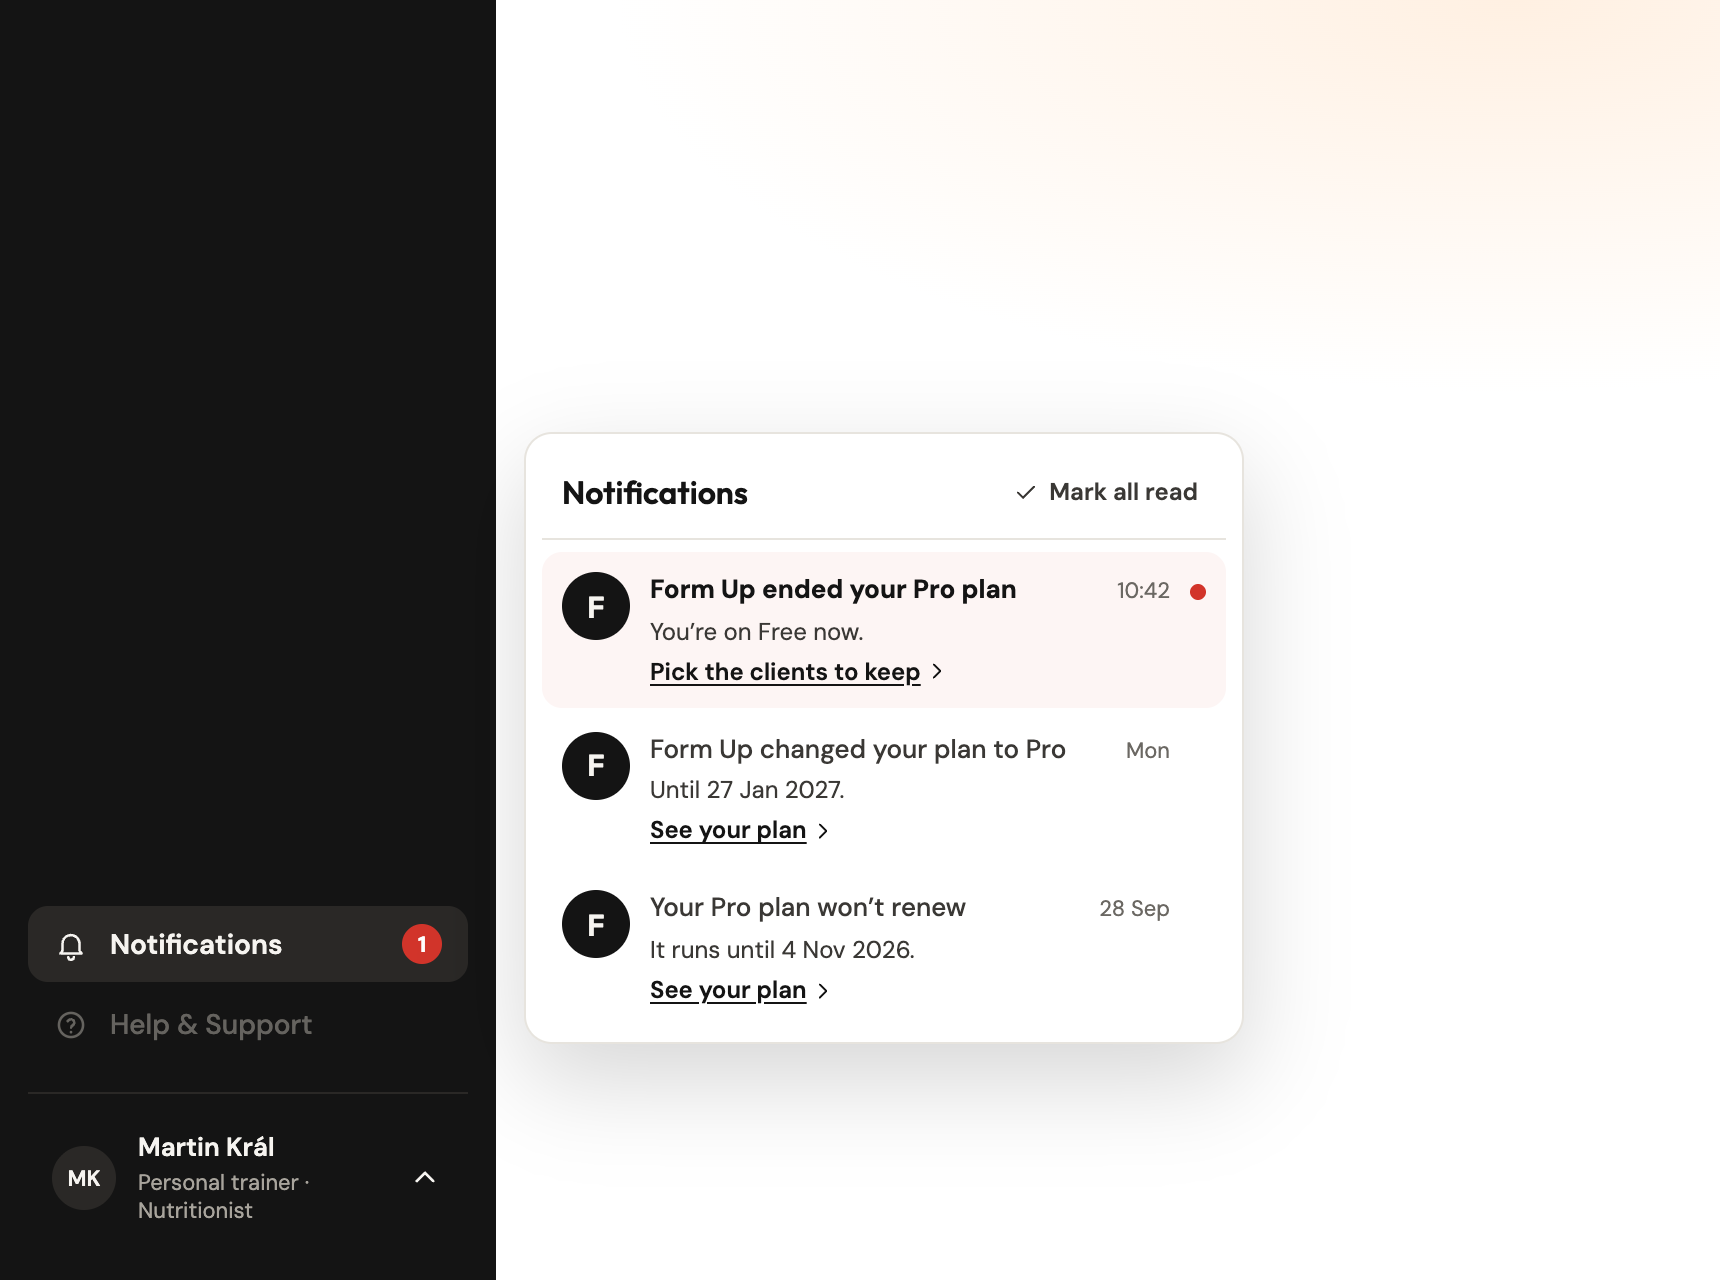 Notifications
Mark all read
F
Form Up ended your Pro plan
10:42
You’re on Free now.
Pick the clients to keep
F
Form Up changed your plan to Pro
Mon
Until 27 Jan 2027.
See your plan
F
Your Pro plan won’t renew
28 Sep
It runs until 4 Nov 2026.
See your plan
Notifications
1
Help & Support
MK
Martin Král
Personal trainer ·
Nutritionist